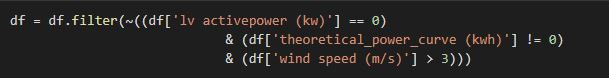 df = df.filter(~((df['lv activepower (kw)'] == 0)
& (df['theoretical_power_curve (kwh)'] != 0)
& (df['wind speed (m/s)'] > 3)))